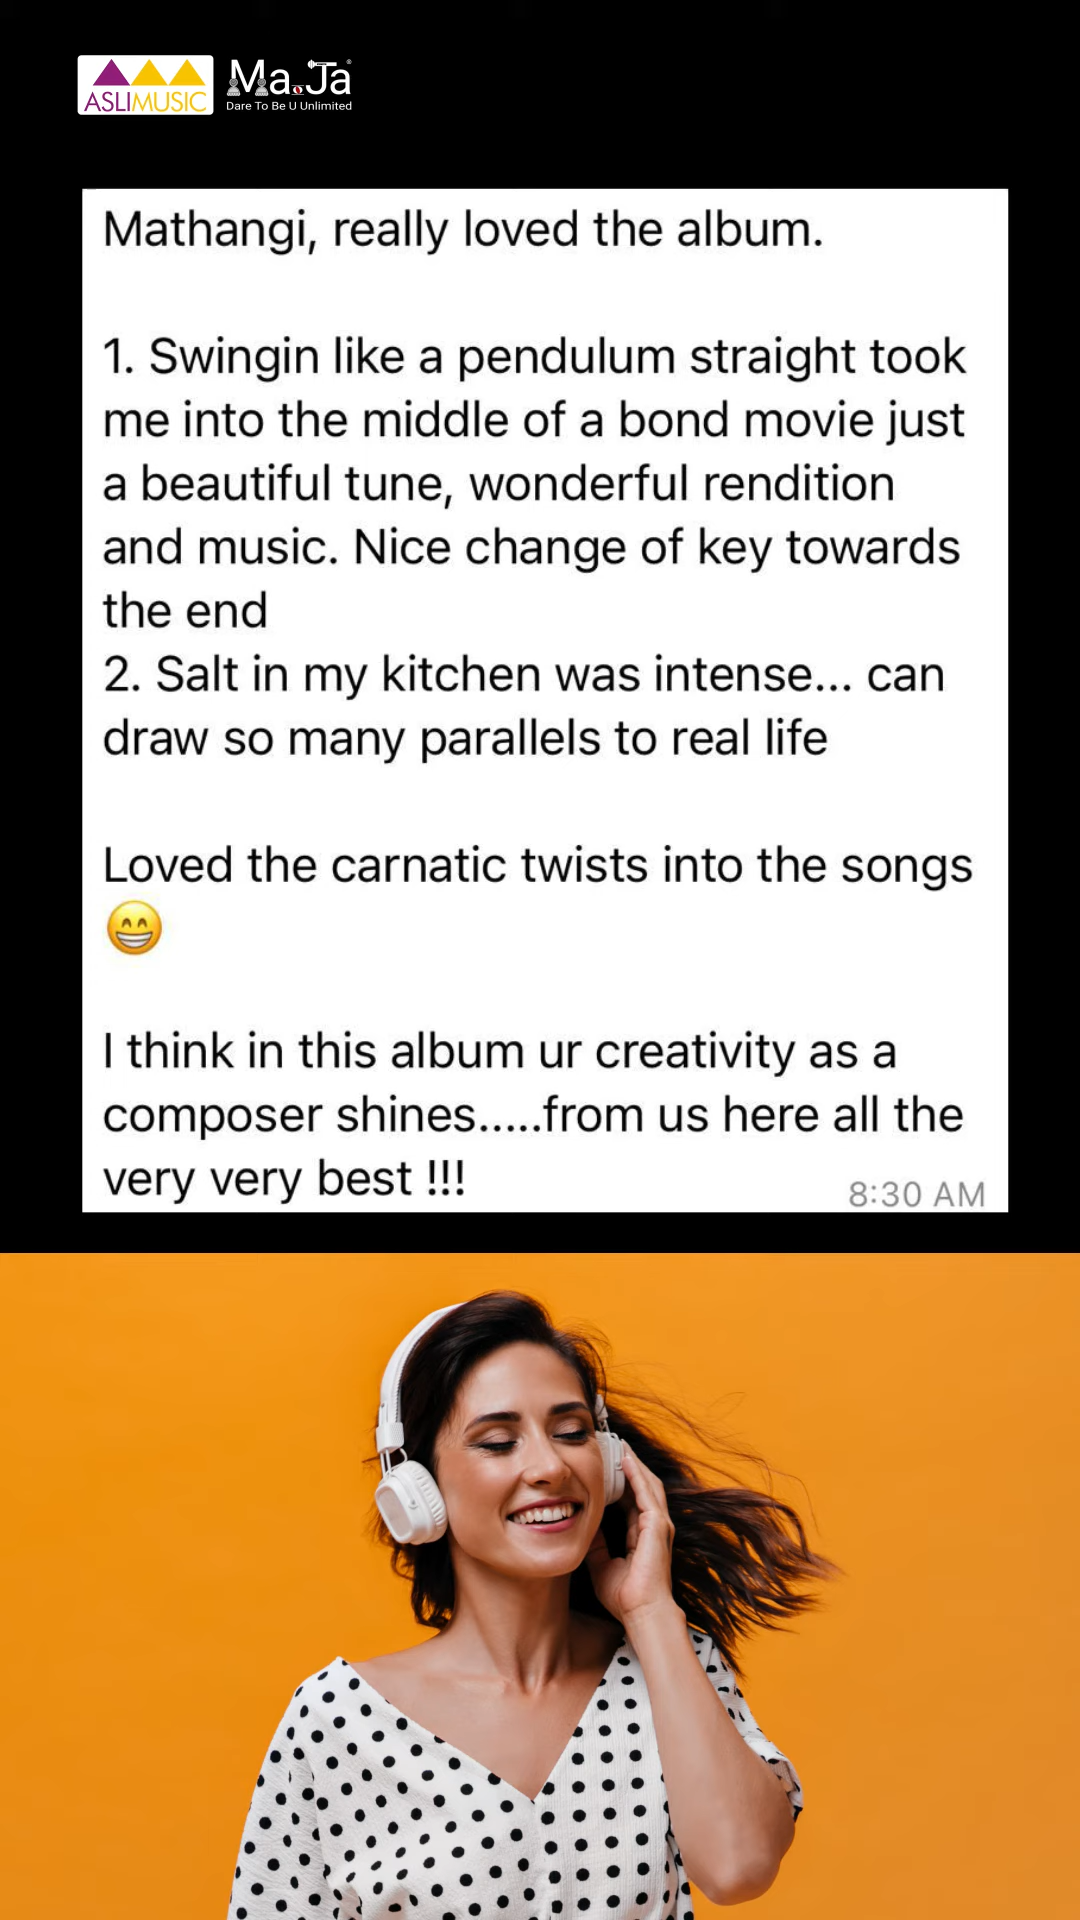 ASLIMUSIC
Ma.Ja®
Dare To Be U Unlimited
Mathangi, really loved the album.
1. Swingin like a pendulum straight took
me into the middle of a bond movie just
a beautiful tune, wonderful rendition
and music. Nice change of key towards
the end
2. Salt in my kitchen was intense... can
draw so many parallels to real life
Loved the carnatic twists into the songs
😁
I think in this album ur creativity as a
composer shines.....from us here all the
very very best !!!
8:30 AM